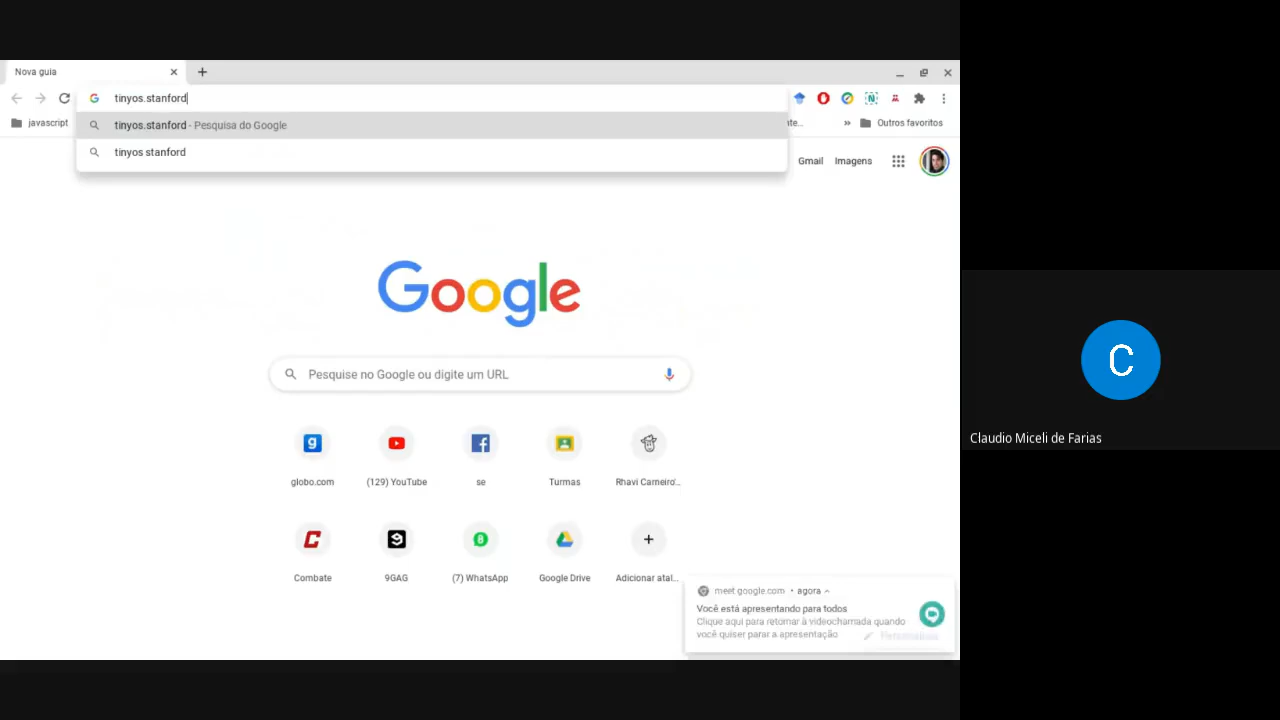 Nova guia
tinyos.stanford
javascript
tinyos.stanford - Pesquisa do Google
ate...
Outros favoritos
tinyos stanford
Gmail
Imagens
Google
Pesquise no Google ou digite um URL
globo.com
(129) YouTube
se
Turmas
Rhavi Carneiro'...
Combate
9GAG
(7) WhatsApp
Google Drive
Adicionar atal...
meet.google.com • agora
Você está apresentando para todos
Clique aqui para retornar à videochamada quando
você quiser parar a apresentação
Personalizar
C
Claudio Miceli de Farias